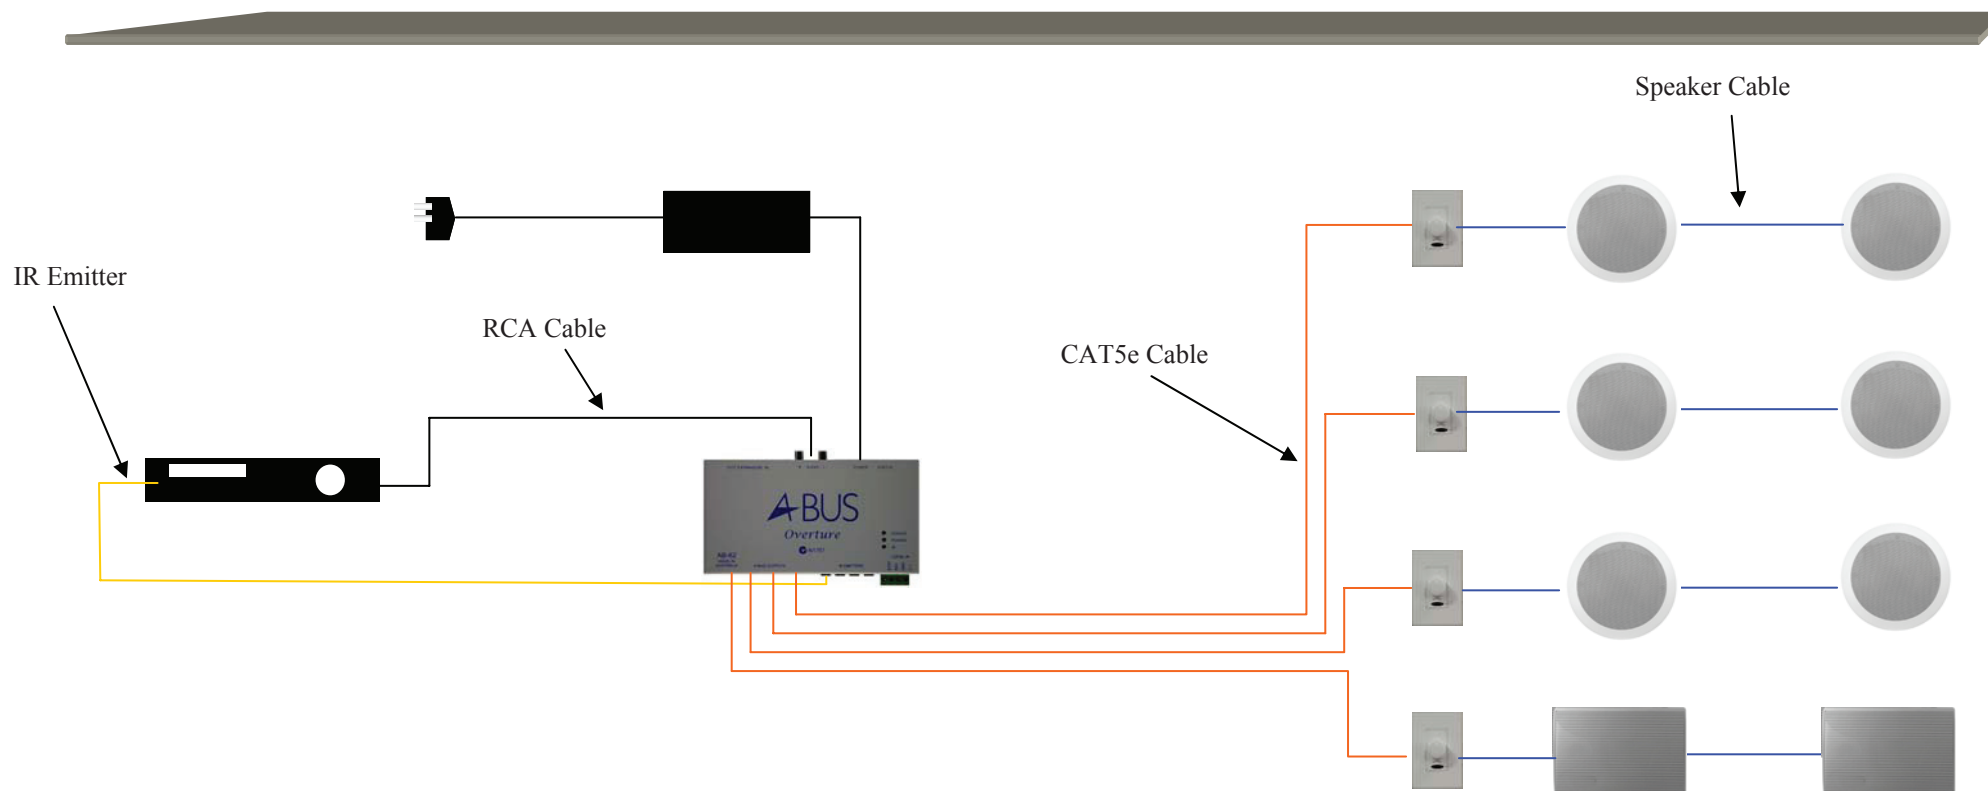 Speaker Cable
IR Emitter
RCA Cable
CAT5e Cable
A-BUS
Overture